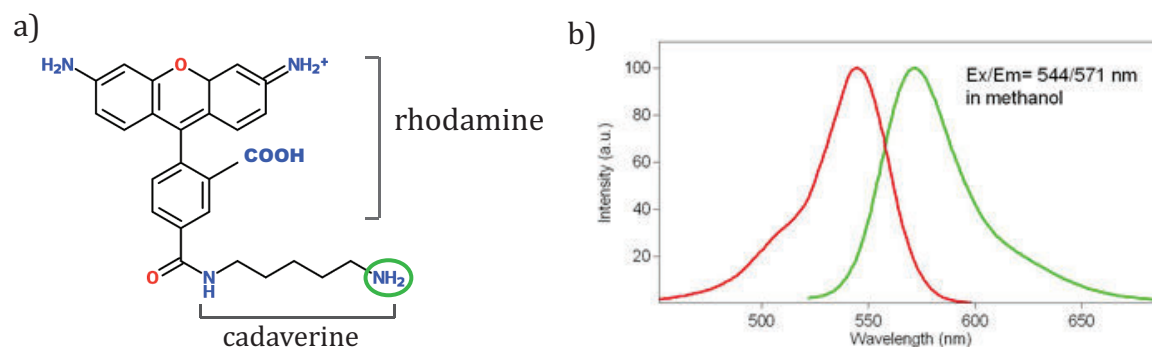 a)
H₂N
O
NH₂⁺
rhodamine
COOH
O
N
H
NH₂
cadaverine
b)
Ex/Em= 544/571 nm
in methanol
Intensity (a.u.)
100
80
60
40
20
500
550
600
650
Wavelength (nm)